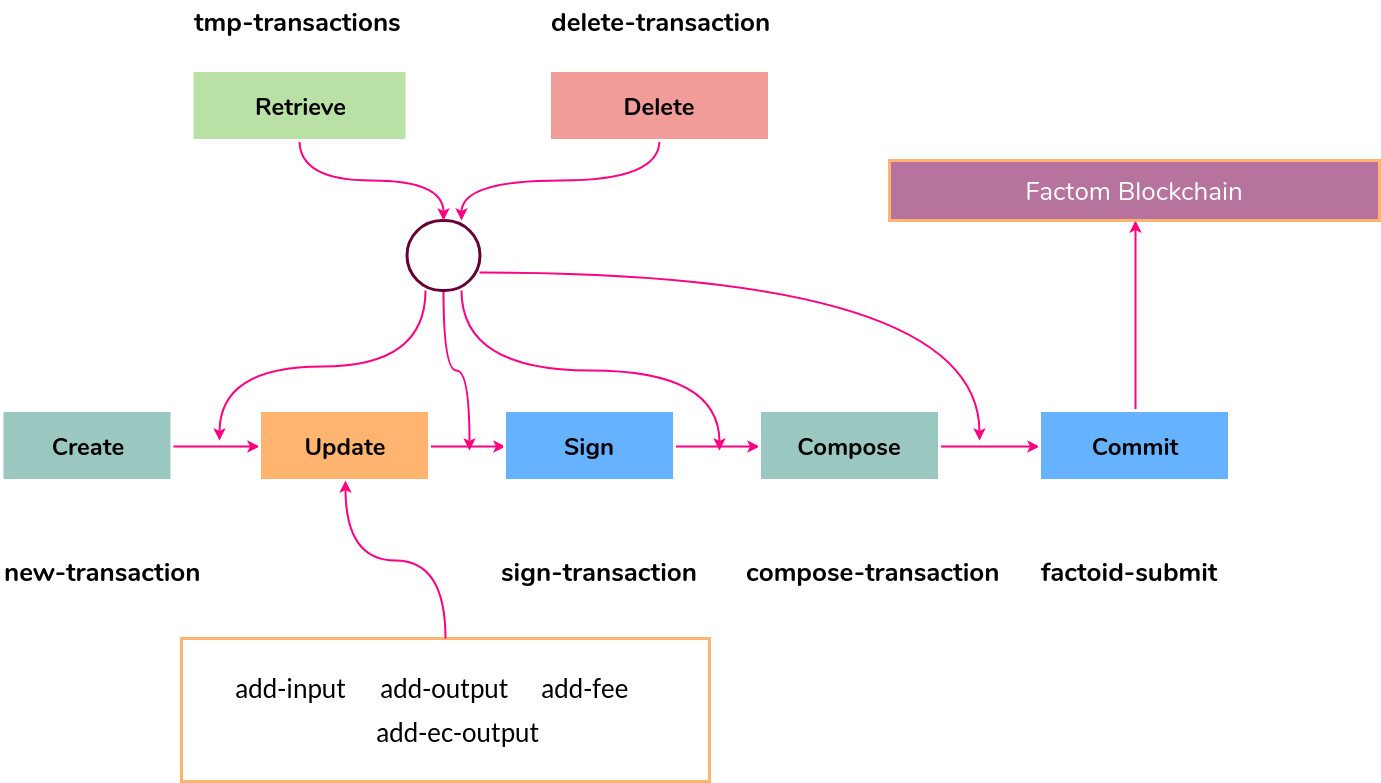 tmp-transactions
delete-transaction
Retrieve
Delete
Factom Blockchain
Create
Update
Sign
Compose
Commit
new-transaction
sign-transaction
compose-transaction
factoid-submit
add-input add-output add-fee
add-ec-output